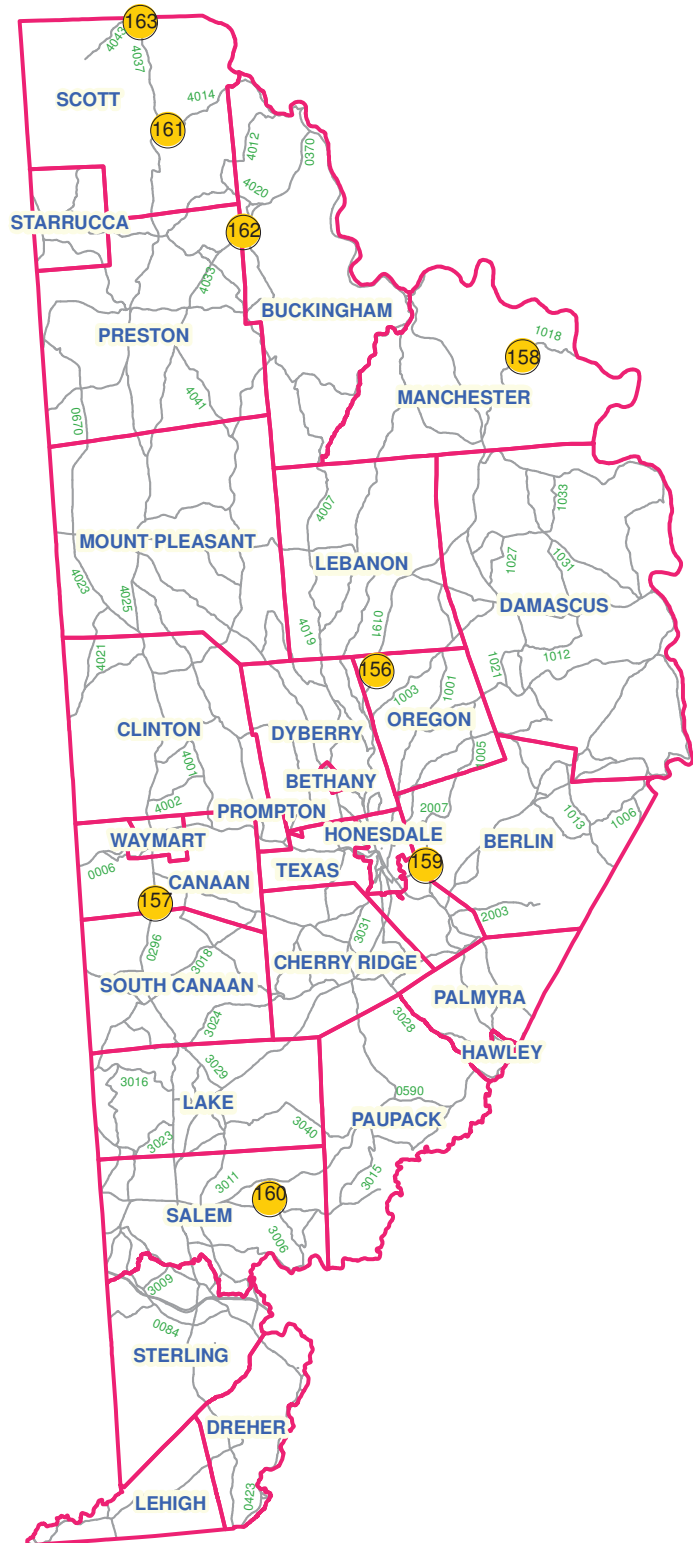 163
4043
4037
SCOTT
4014
161
4012
0370
4020
STARRUCCA
162
4033
BUCKINGHAM
PRESTON
1018
158
MANCHESTER
4041
0670
4007
1033
MOUNT PLEASANT
LEBANON
1027
1031
4023
4025
DAMASCUS
4019
0191
4021
1021
1012
156
1003
1001
OREGON
CLINTON
DYBERRY
4001
1005
BETHANY
4002
PROMPTON
2007
1013
1006
WAYMART
HONESDALE
BERLIN
0006
TEXAS
159
CANAAN
157
2003
0296
3018
3031
CHERRY RIDGE
SOUTH CANAAN
PALMYRA
3024
3028
HAWLEY
3029
3016
0590
LAKE
PAUPACK
3040
3023
3011
3015
160
SALEM
3006
3009
0084
STERLING
DREHER
0423
LEHIGH